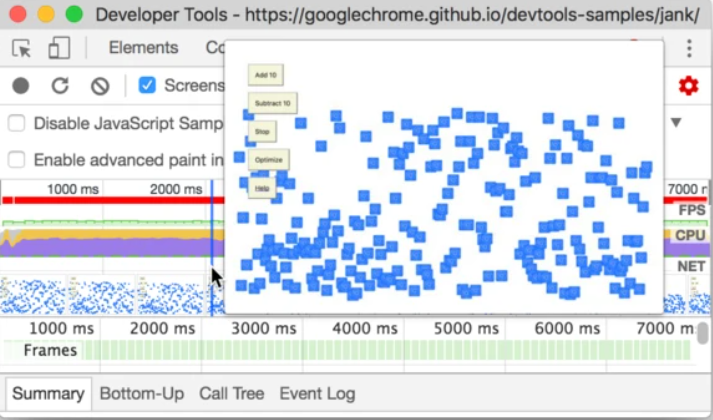 Developer Tools - https://googlechrome.github.io/devtools-samples/jank/
Elements Co
Screens
Disable JavaScript Samp
Enable advanced paint in
Add 10
Subtract 10
Stop
Optimize
Help
1000 ms 2000 ms 7000 n
FPS
CPU
NET
1000 ms 2000 ms 3000 ms 4000 ms 5000 ms 6000 ms 7000 m
Frames
Summary Bottom-Up Call Tree Event Log